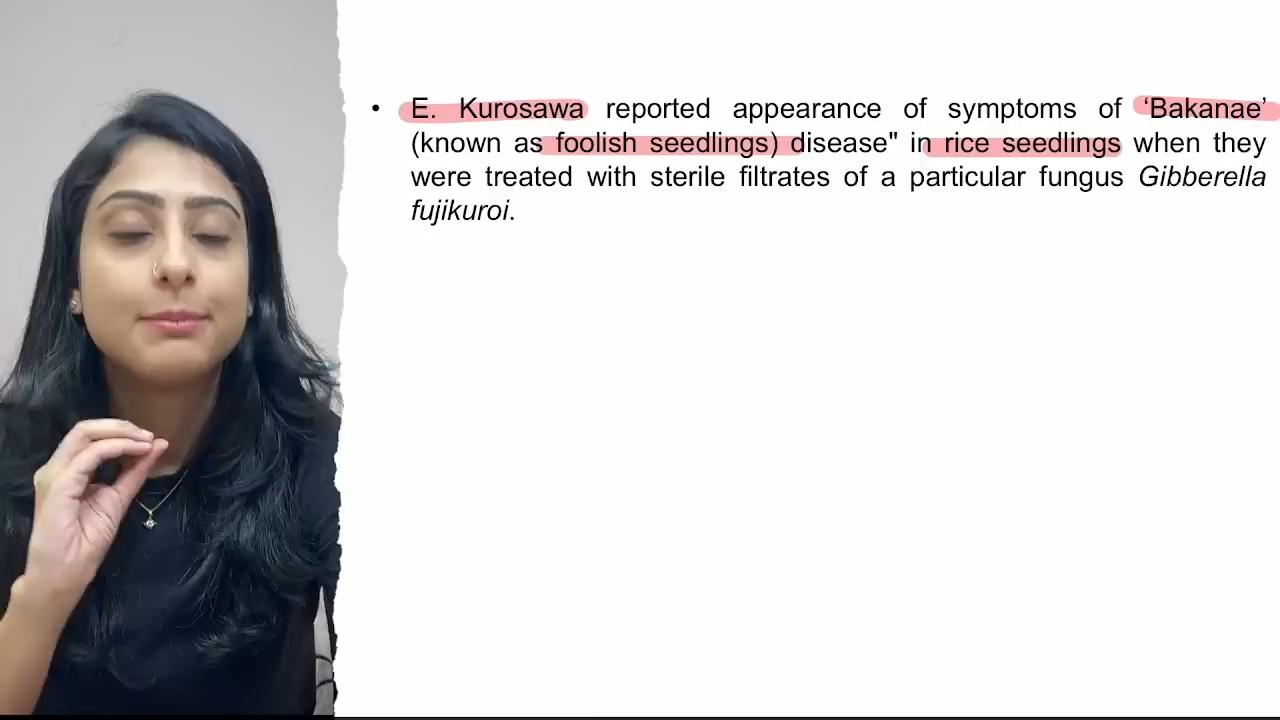 • E. Kurosawa reported appearance of symptoms of ‘Bakanae’
(known as foolish seedlings) disease" in rice seedlings when they
were treated with sterile filtrates of a particular fungus Gibberella
fujikuroi.